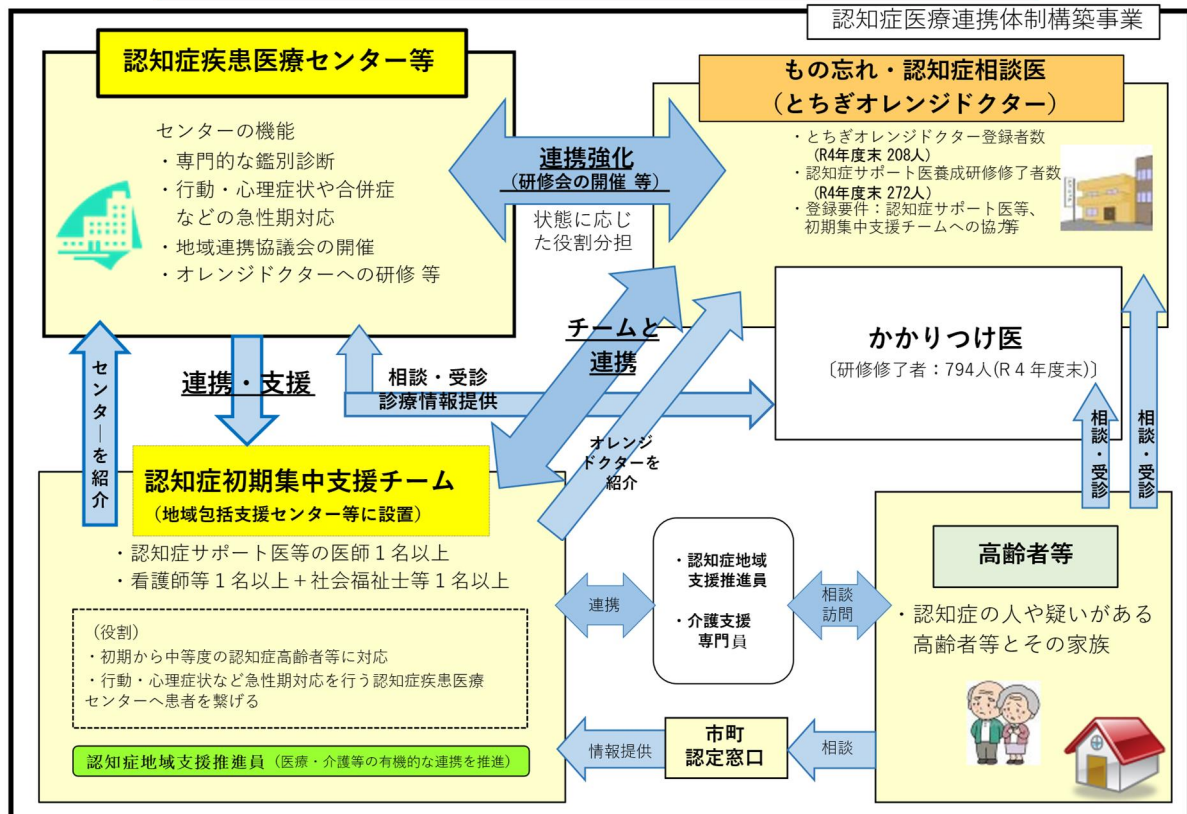 認知症医療連携体制構築事業
認知症疾患医療センター等
センターの機能
・専門的な鑑別診断
・行動・心理症状や合併症
などの急性期対応
・地域連携協議会の開催
・オレンジドクターへの研修 等
連携強化
(研修会の開催 等)
状態に応じ
た役割分担
もの忘れ・認知症相談医
(とちぎオレンジドクター)
・とちぎオレンジドクター登録者数
(R4年度末 208人)
・認知症サポート医養成研修修了者数
(R4年度末 272人)
・登録要件:認知症サポート医等、
初期集中支援チームへの協力等
かかりつけ医
〔研修修了者:794人(R4年度末)〕
センターを紹介
連携・支援
相談・受診
診療情報提供
チームと
連携
オレンジ
ドクターを
紹介
相談・受診
相談・受診
認知症初期集中支援チーム
(地域包括支援センター等に設置)
・認知症サポート医等の医師1名以上
・看護師等1名以上+社会福祉士等1名以上
(役割)
・初期から中等度の認知症高齢者等に対応
・行動・心理症状など急性期対応を行う認知症疾患医療
センターへ患者を繋げる
認知症地域支援推進員(医療・介護等の有機的な連携を推進)
連携
・認知症地域
支援推進員
・介護支援
専門員
相談
訪問
高齢者等
・認知症の人や疑いがある
高齢者等とその家族
情報提供
市町
認定窓口
相談